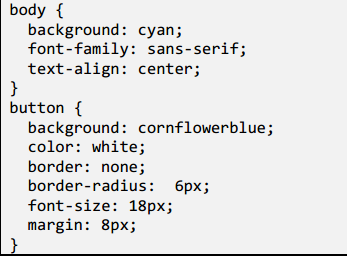 body {
  background: cyan;
  font-family: sans-serif;
  text-align: center;
}
button {
  background: cornflowerblue;
  color: white;
  border: none;
  border-radius:  6px;
  font-size: 18px;
  margin: 8px;
}